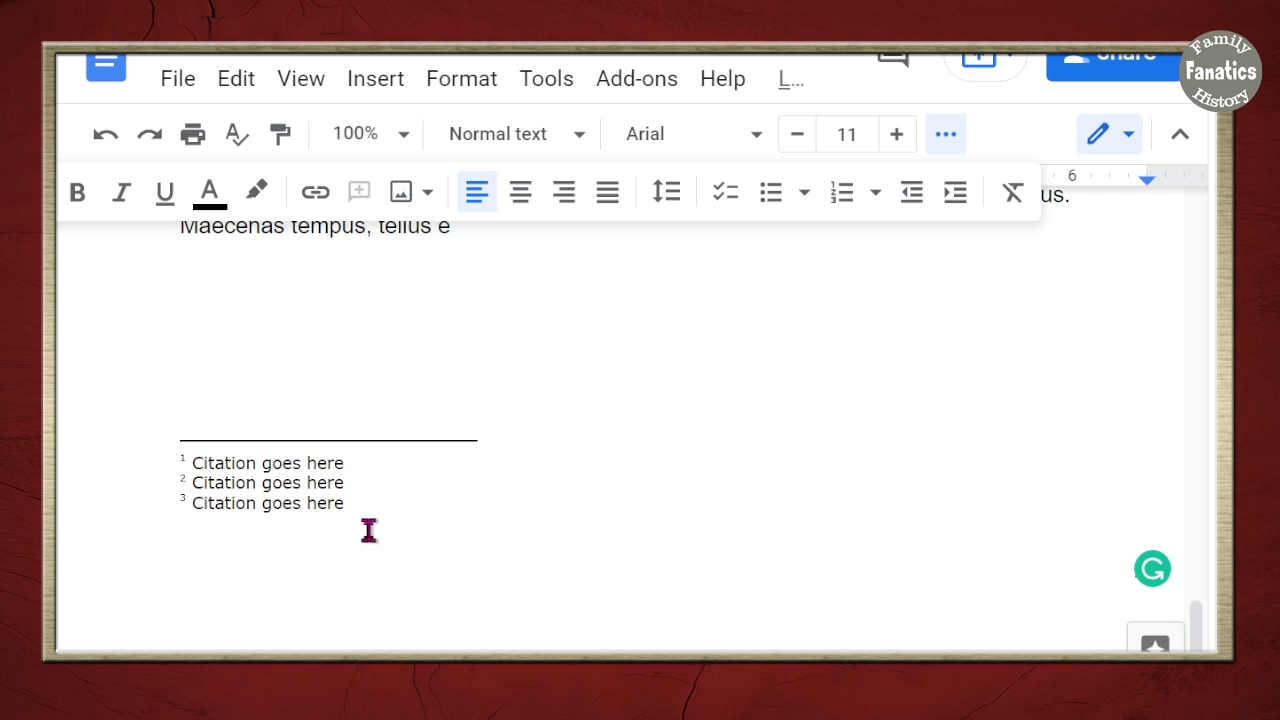 Family
Fanatics
History
Share
File Edit View Insert Format Tools Add-ons Help L...
100% Normal text Arial 11
B I U A
6
us.
Maecenas tempus, tellus e
1 Citation goes here
2 Citation goes here
3 Citation goes here